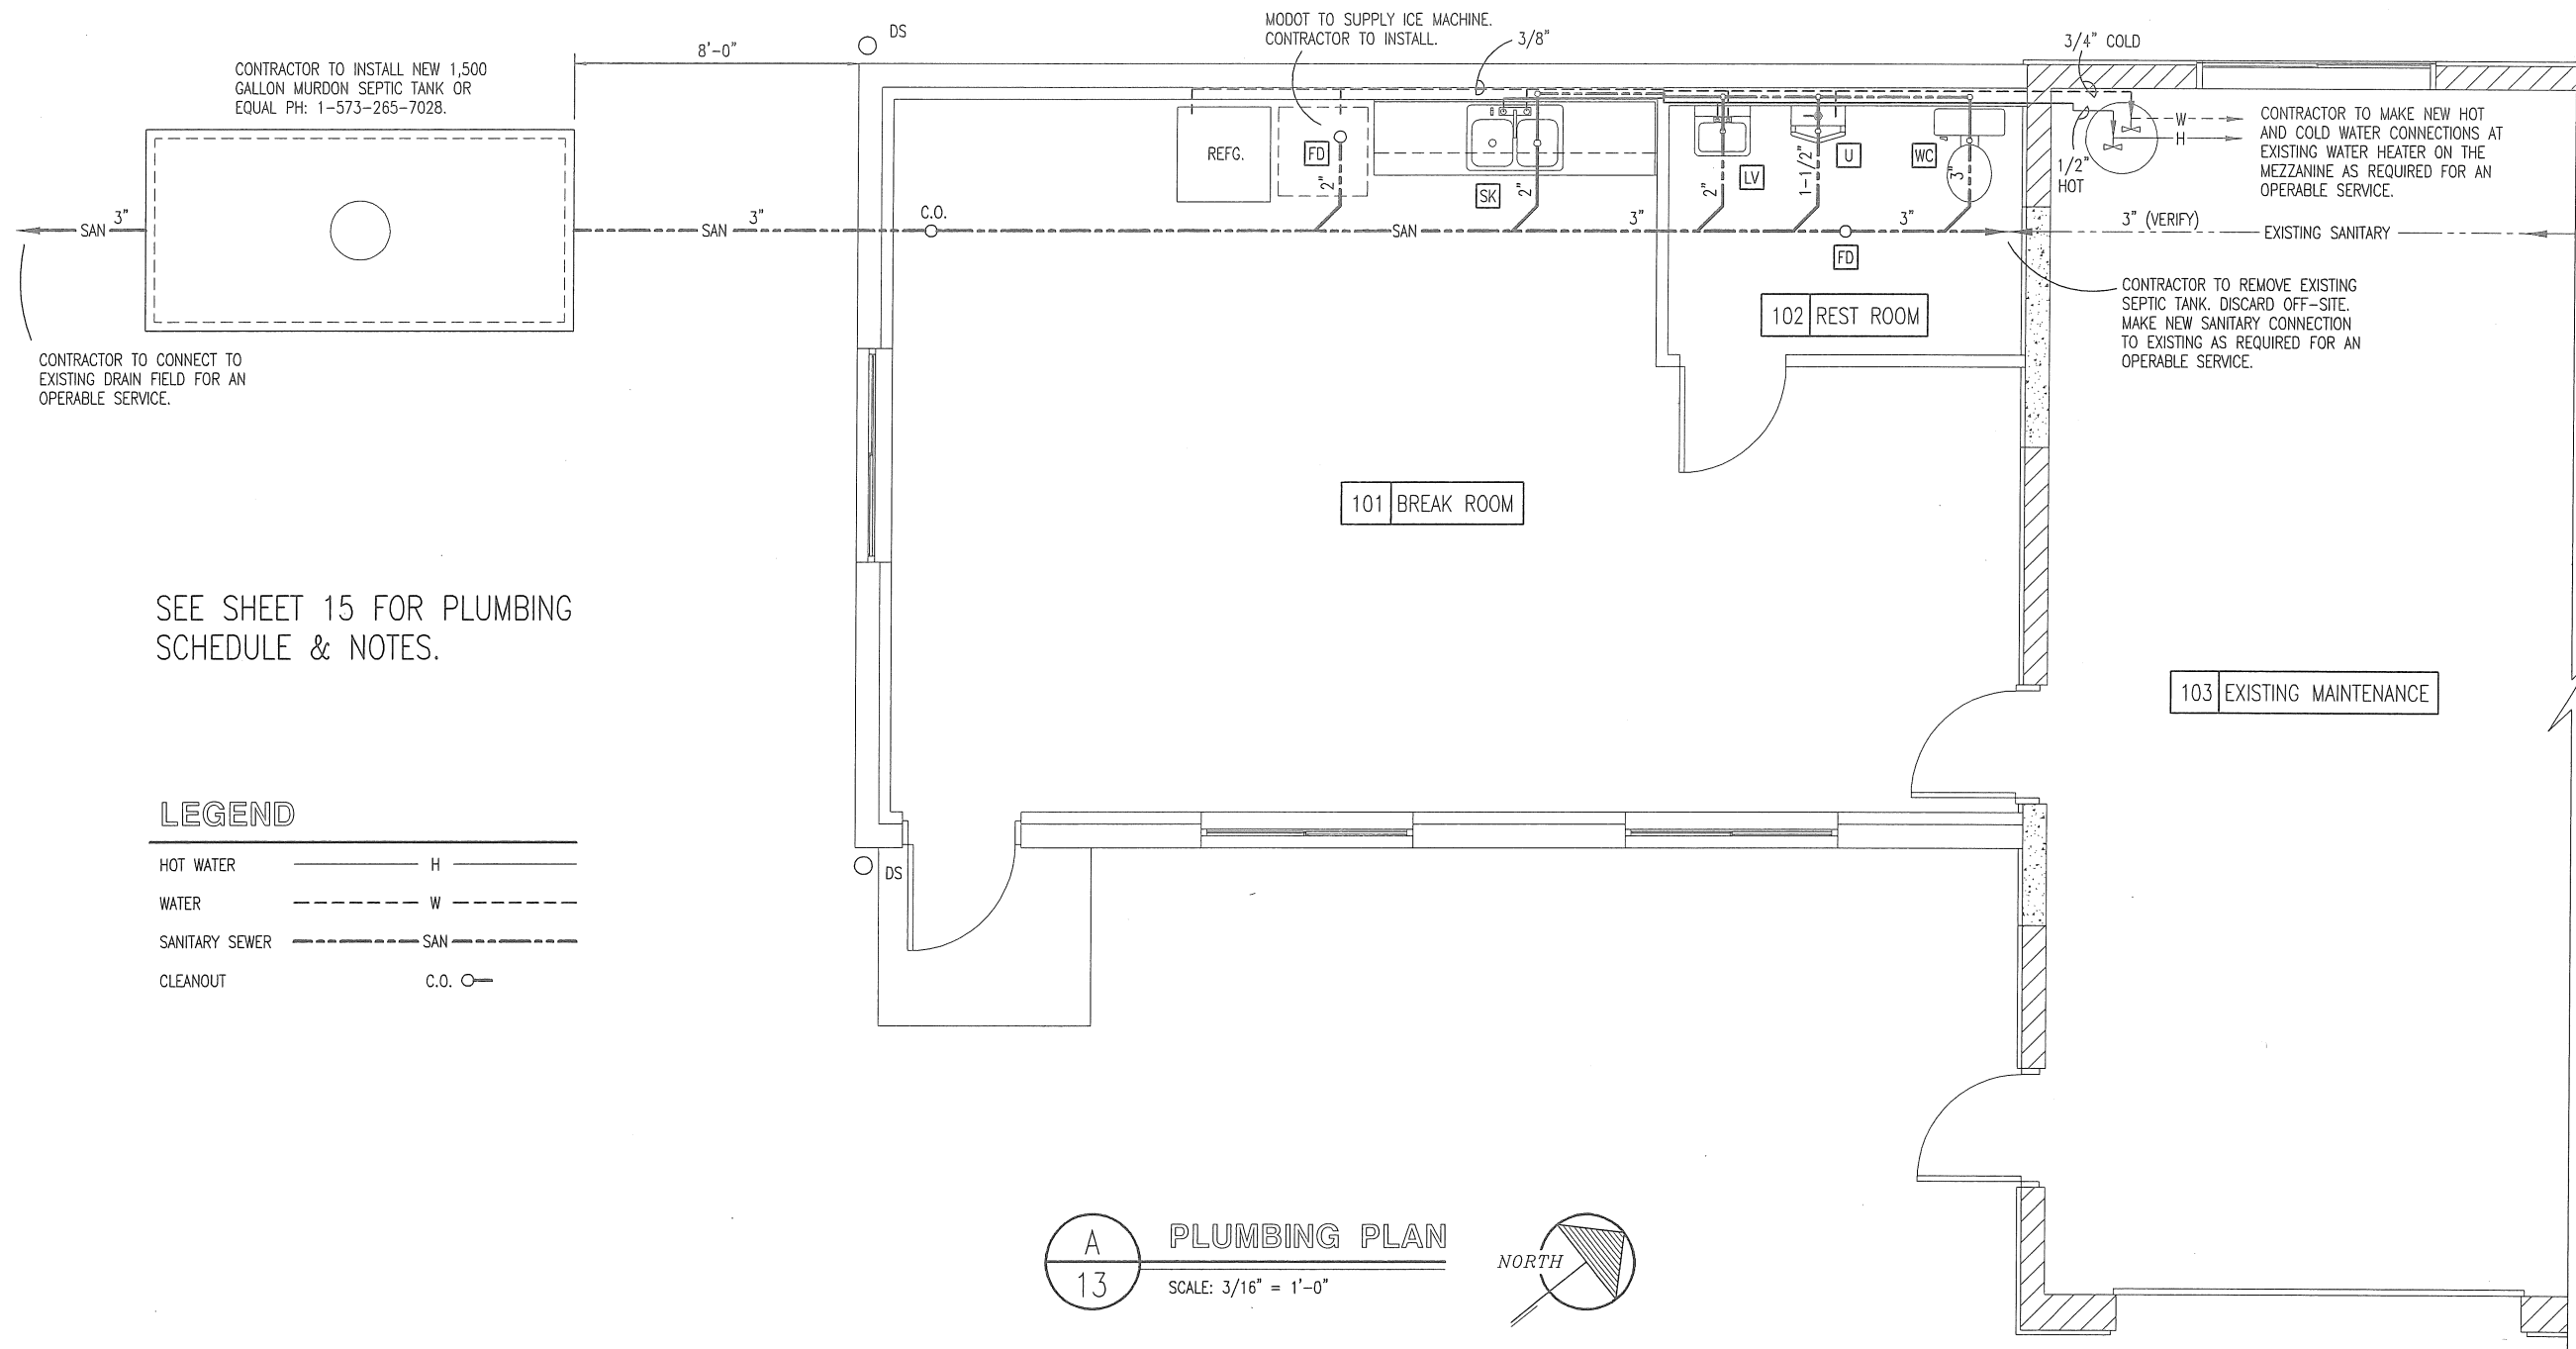 MODOT TO SUPPLY ICE MACHINE.
CONTRACTOR TO INSTALL.
3/8"
DS
8'-0"
3/4" COLD
CONTRACTOR TO INSTALL NEW 1,500
GALLON MURDON SEPTIC TANK OR
EQUAL PH: 1-573-265-7028.
W
H
CONTRACTOR TO MAKE NEW HOT
AND COLD WATER CONNECTIONS AT
EXISTING WATER HEATER ON THE
MEZZANINE AS REQUIRED FOR AN
OPERABLE SERVICE.
1/2"
HOT
REFG.
FD
2"
SK
2"
2"
LV
1-1/2"
U
WC
3"
SAN
3"
SAN
3"
C.O.
SAN
3"
3"
FD
3" (VERIFY)
EXISTING SANITARY
CONTRACTOR TO REMOVE EXISTING
SEPTIC TANK. DISCARD OFF-SITE.
MAKE NEW SANITARY CONNECTION
TO EXISTING AS REQUIRED FOR AN
OPERABLE SERVICE.
102 REST ROOM
CONTRACTOR TO CONNECT TO
EXISTING DRAIN FIELD FOR AN
OPERABLE SERVICE.
101 BREAK ROOM
SEE SHEET 15 FOR PLUMBING
SCHEDULE & NOTES.
103 EXISTING MAINTENANCE
LEGEND
HOT WATER H
WATER W
SANITARY SEWER SAN
CLEANOUT C.O.
DS
A
13
PLUMBING PLAN
SCALE: 3/16" = 1'-0"
NORTH